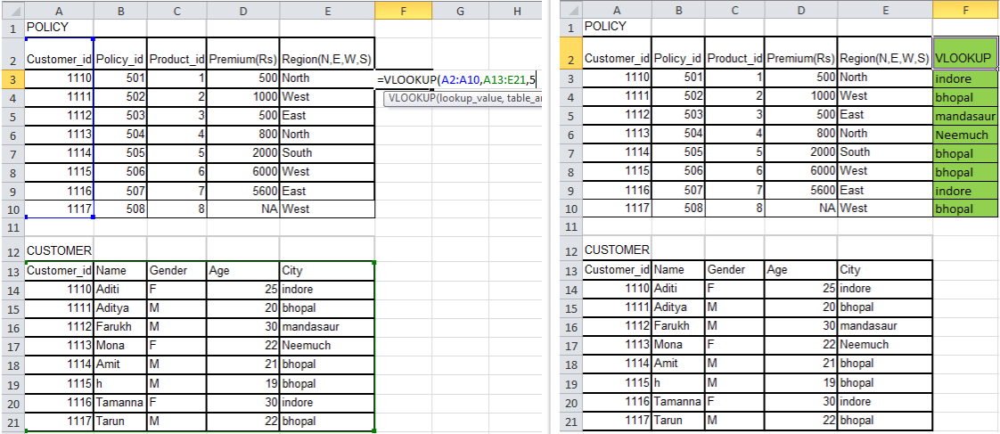 A B C D E F G H
1 POLICY
2 Customer_id Policy_id Product_id Premium(Rs) Region(N,E,W,S)
3 1110 501 1 500 North =VLOOKUP(A2:A10,A13:E21,5
4 1111 502 2 1000 West VLOOKUP(lookup_value, table_a
5 1112 503 3 500 East
6 1113 504 4 800 North
7 1114 505 5 2000 South
8 1115 506 6 6000 West
9 1116 507 7 5600 East
10 1117 508 8 NA West
11
12 CUSTOMER
13 Customer_id Name Gender Age City
14 1110 Aditi F 25 indore
15 1111 Aditya M 20 bhopal
16 1112 Farukh M 30 mandasaur
17 1113 Mona F 22 Neemuch
18 1114 Amit M 21 bhopal
19 1115 h M 19 bhopal
20 1116 Tamanna F 30 indore
21 1117 Tarun M 22 bhopal
A B C D E F
1 POLICY
2 Customer_id Policy_id Product_id Premium(Rs) Region(N,E,W,S) VLOOKUP
3 1110 501 1 500 North indore
4 1111 502 2 1000 West bhopal
5 1112 503 3 500 East mandasaur
6 1113 504 4 800 North Neemuch
7 1114 505 5 2000 South bhopal
8 1115 506 6 6000 West bhopal
9 1116 507 7 5600 East indore
10 1117 508 8 NA West bhopal
11
12 CUSTOMER
13 Customer_id Name Gender Age City
14 1110 Aditi F 25 indore
15 1111 Aditya M 20 bhopal
16 1112 Farukh M 30 mandasaur
17 1113 Mona F 22 Neemuch
18 1114 Amit M 21 bhopal
19 1115 h M 19 bhopal
20 1116 Tamanna F 30 indore
21 1117 Tarun M 22 bhopal